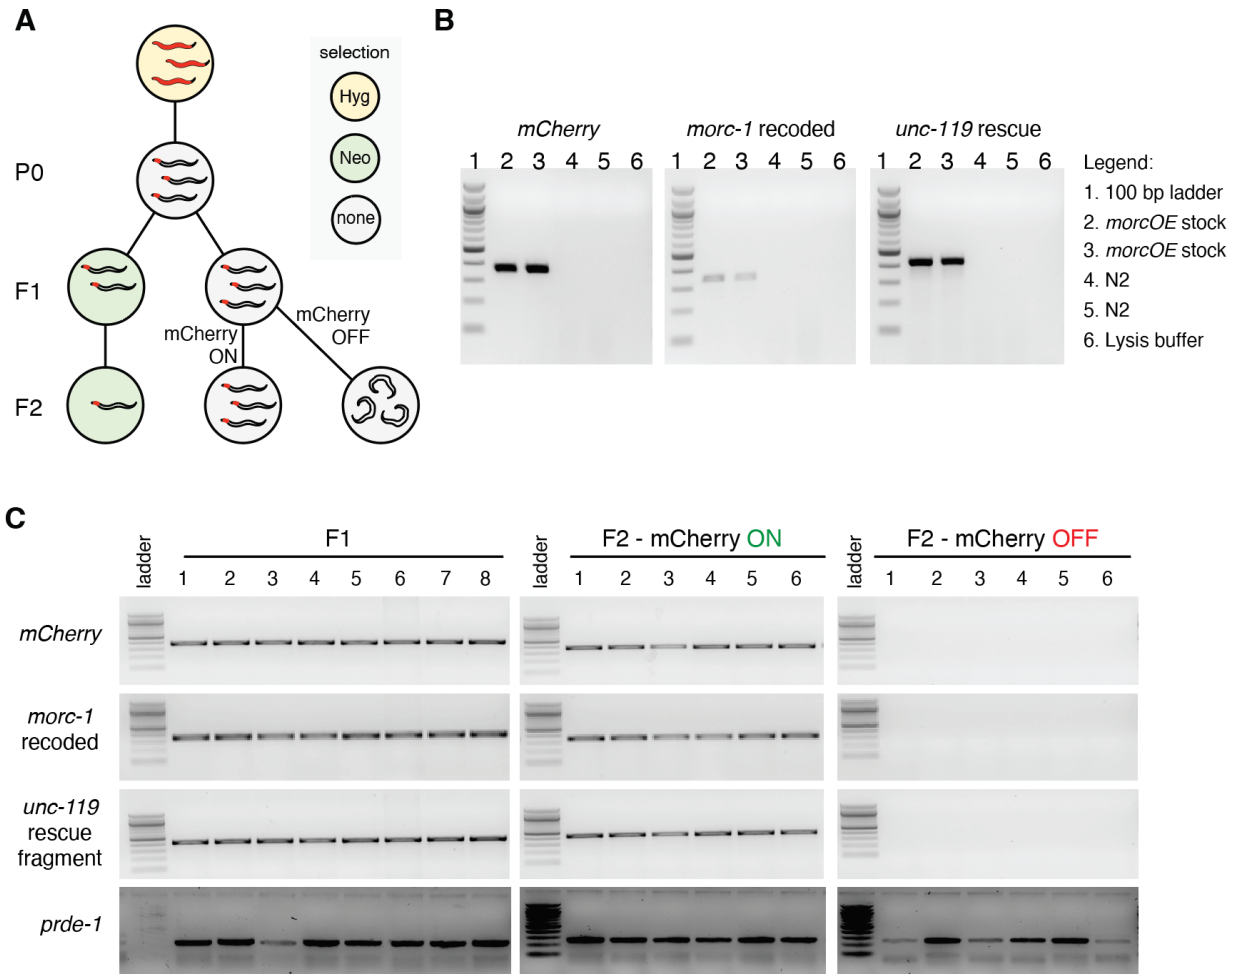 A
selection
Hyg
Neo
none
P0
F1
F2
mCherry
ON
mCherry
OFF
B
mCherry
morc-1 recoded
unc-119 rescue
1 2 3 4 5 6
1 2 3 4 5 6
1 2 3 4 5 6
Legend:
1. 100 bp ladder
2. morcOE stock
3. morcOE stock
4. N2
5. N2
6. Lysis buffer
C
ladder
F1
1 2 3 4 5 6 7 8
ladder
F2 - mCherry ON
1 2 3 4 5 6
ladder
F2 - mCherry OFF
1 2 3 4 5 6
mCherry
morc-1
recoded
unc-119
rescue
fragment
prde-1